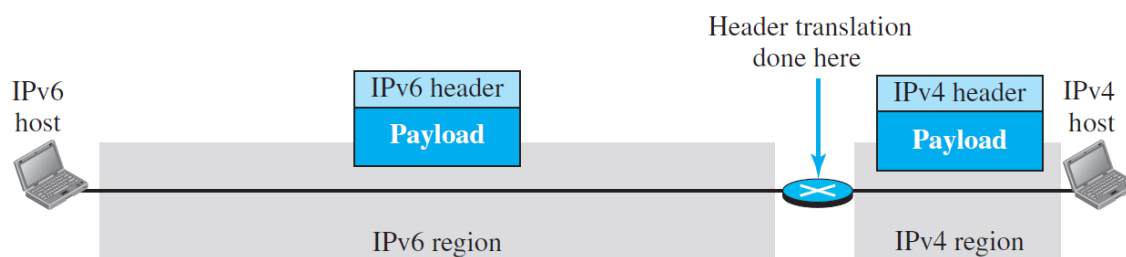 Header translation
done here
IPv6
host
IPv6 header
Payload
IPv4 header
Payload
IPv4
host
IPv6 region
IPv4 region